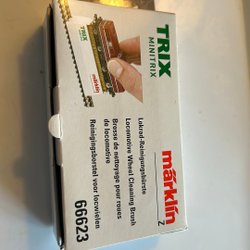 TRIX
MINITRIX
märklin
märklin
Z
Lokrad-Reinigungsbürste
Locomotive Wheel Cleaning Brush
Brosse de nettoyage pour roues
de locomotive
Reinigingsborstel voor locwielen
66623